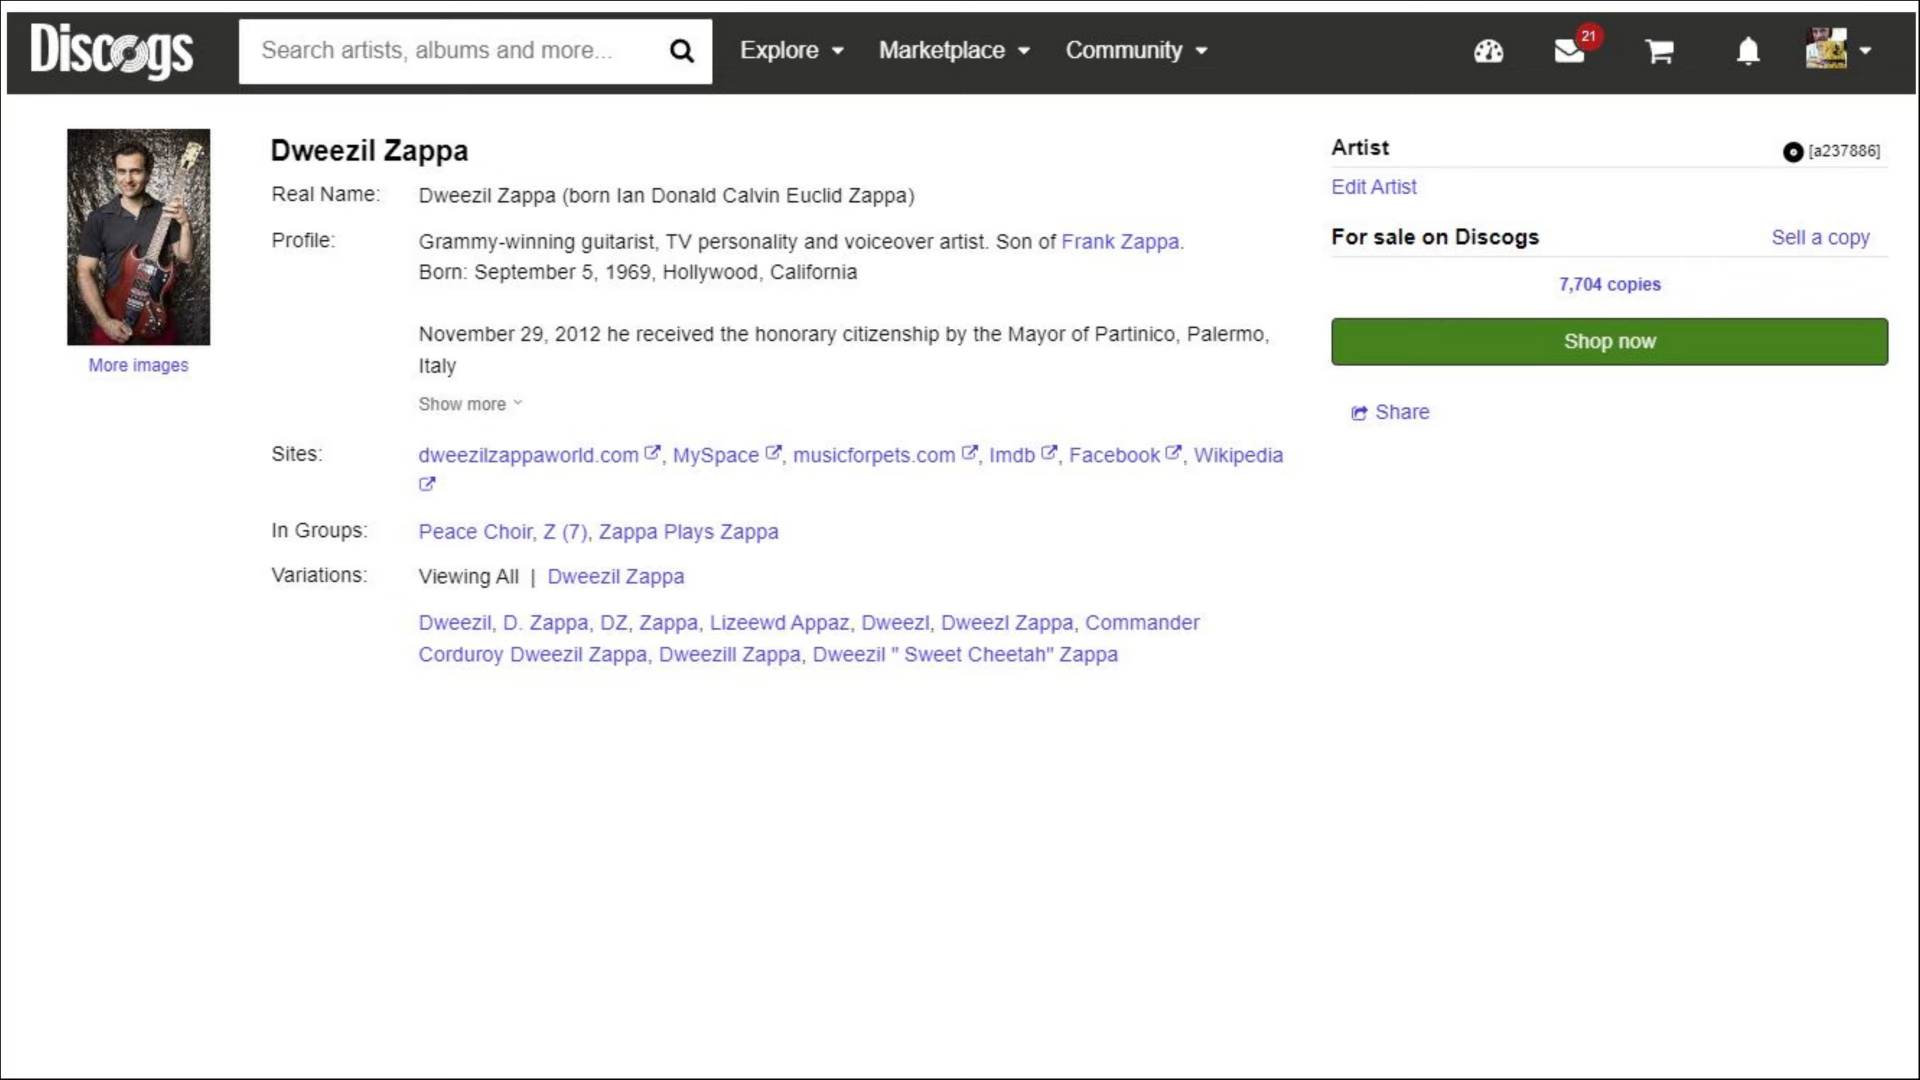 Discogs
Search artists, albums and more...
Explore
Marketplace
Community
21
Dweezil Zappa
Real Name:
Dweezil Zappa (born Ian Donald Calvin Euclid Zappa)
Profile:
Grammy-winning guitarist, TV personality and voiceover artist. Son of Frank Zappa.
Born: September 5, 1969, Hollywood, California
November 29, 2012 he received the honorary citizenship by the Mayor of Partinico, Palermo,
Italy
Show more
More images
Sites:
dweezilzappaworld.com, MySpace, musicforpets.com, Imdb, Facebook, Wikipedia
In Groups:
Peace Choir, Z (7), Zappa Plays Zappa
Variations:
Viewing All | Dweezil Zappa
Dweezil, D. Zappa, DZ, Zappa, Lizeewd Appaz, Dweezl, Dweezl Zappa, Commander
Corduroy Dweezil Zappa, Dweezill Zappa, Dweezil " Sweet Cheetah" Zappa
Artist
[a237886]
Edit Artist
For sale on Discogs
Sell a copy
7,704 copies
Shop now
Share